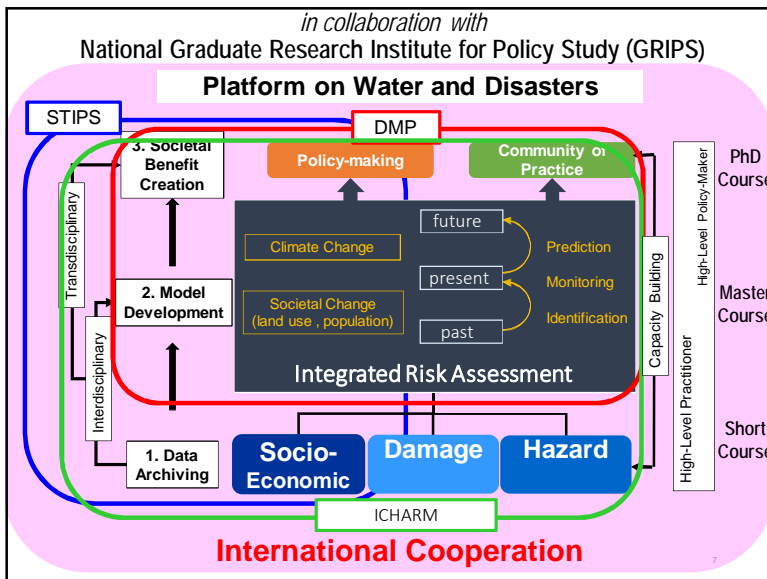 in collaboration with
National Graduate Research Institute for Policy Study (GRIPS)
Platform on Water and Disasters
STIPS
DMP
3. Societal
Benefit
Creation
Policy-making
Community of
Practice
PhD
Course
High-Level Policy-Maker
Transdisciplinary
future
Climate Change
Prediction
present
2. Model
Development
Monitoring
Societal Change
(land use , population)
Identification
past
Capacity Building
Master
Course
Interdisciplinary
Integrated Risk Assessment
High-Level Practitioner
1. Data
Archiving
Socio-
Economic
Damage
Hazard
Short
Course
ICHARM
International Cooperation
7